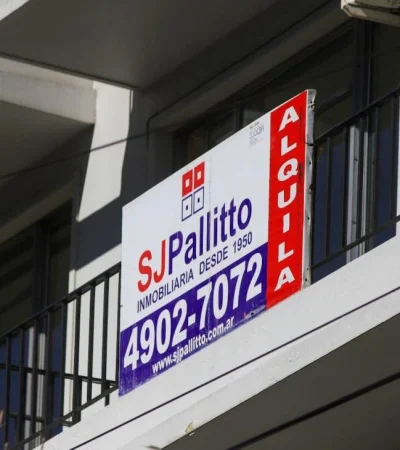 SJPallitto
INMOBILIARIA DESDE 1950
4902-7072
www.sjpallitto.com.ar
ALQUILA